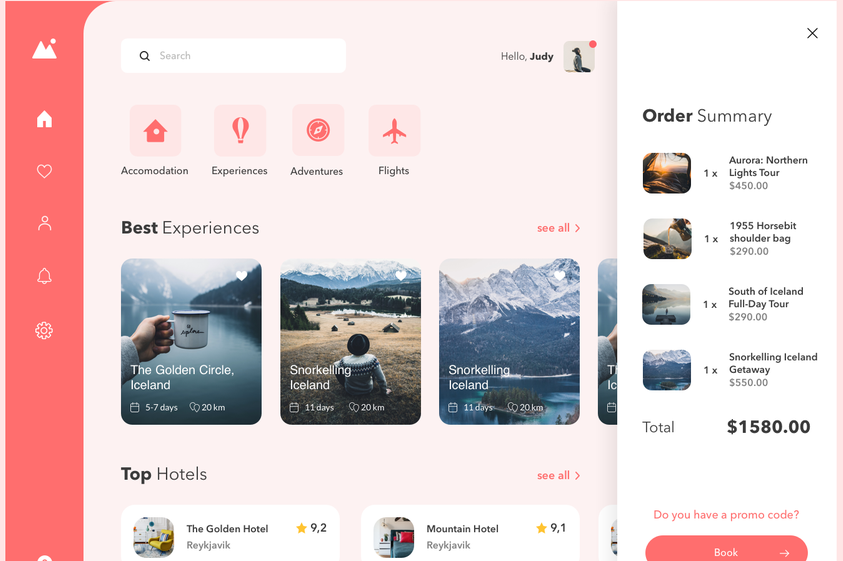 Search
Hello, Judy
Accomodation
Experiences
Adventures
Flights
Best Experiences
see all
explore
The Golden Circle,
Iceland
5-7 days
20 km
Snorkelling
Iceland
11 days
20 km
Snorkelling
Iceland
11 days
20 km
Top Hotels
see all
The Golden Hotel
9,2
Reykjavik
Mountain Hotel
9,1
Reykjavik
Order Summary
1 x
Aurora: Northern
Lights Tour
$450.00
1 x
1955 Horsebit
shoulder bag
$290.00
1 x
South of Iceland
Full-Day Tour
$290.00
1 x
Snorkelling Iceland
Getaway
$550.00
Total
$1580.00
Do you have a promo code?
Book